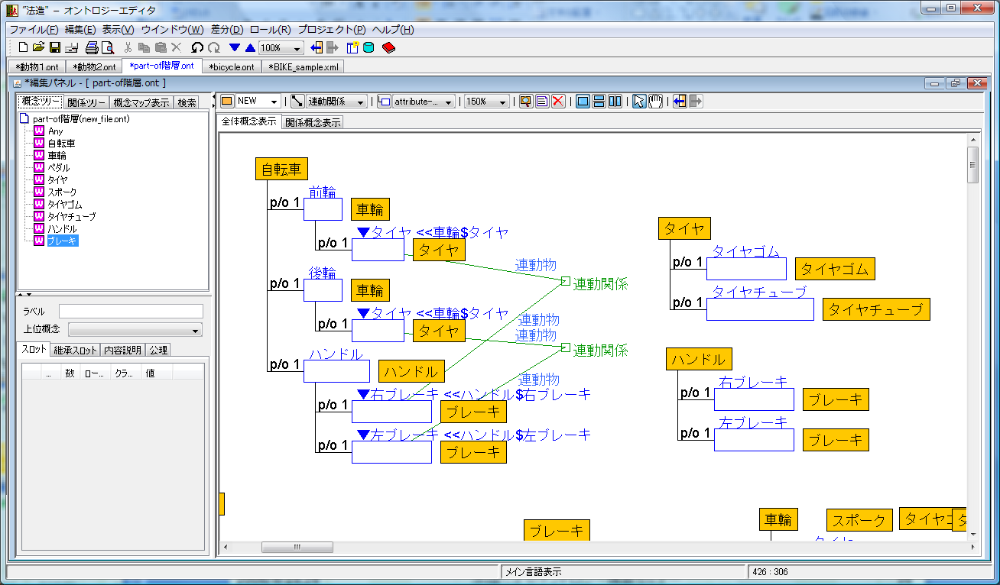 "法造" － オントロジーエディタ
ファイル(F) 編集(E) 表示(V) ウインドウ(W) 差分(D) ロール(R) プロジェクト(P) ヘルプ(H)
100%
*動物1.ont *動物2.ont *part-of階層.ont *bicycle.ont *BIKE_sample.xml
*編集パネル - [ part-of階層.ont ]
概念ツリー 関係ツリー 概念マップ表示 検索
NEW 連動関係 attribute-... 150%
全体概念表示 関係概念表示
part-of階層(new_file.ont)
Any
自転車
車輪
ペダル
タイヤ
スポーク
タイヤゴム
タイヤチューブ
ハンドル
ブレーキ
ラベル
上位概念
スロット 継承スロット 内容説明 公理
... 数 ロー... クラ... 値
自転車
p/o 1 前輪 車輪
p/o 1 ▼タイヤ <<車輪$タイヤ
タイヤ
p/o 1 後輪 車輪
p/o 1 ▼タイヤ <<車輪$タイヤ
タイヤ
p/o 1 ハンドル ハンドル
p/o 1 ▼右ブレーキ <<ハンドル$右ブレーキ
ブレーキ
p/o 1 ▼左ブレーキ <<ハンドル$左ブレーキ
ブレーキ
連動物
連動関係
連動物
連動物
連動関係
連動物
タイヤ
p/o 1 タイヤゴム タイヤゴム
p/o 1 タイヤチューブ タイヤチューブ
ハンドル
p/o 1 右ブレーキ ブレーキ
p/o 1 左ブレーキ ブレーキ
ブレーキ
車輪 スポーク タイヤ
メイン言語表示 426 : 306